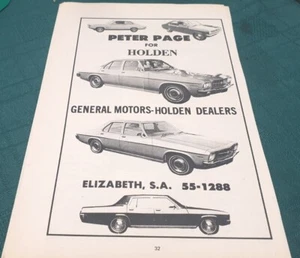 PETER PAGE
FOR
HOLDEN
GENERAL MOTORS-HOLDEN DEALERS
ELIZABETH, S.A. 55-1288
32